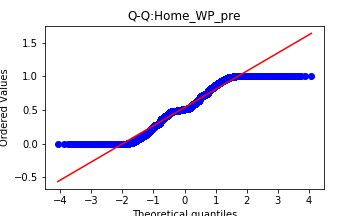 Q-Q:Home_WP_pre
Ordered Values
1.5
1.0
0.5
0.0
−0.5
−4 −3 −2 −1 0 1 2 3 4
Theoretical quantiles